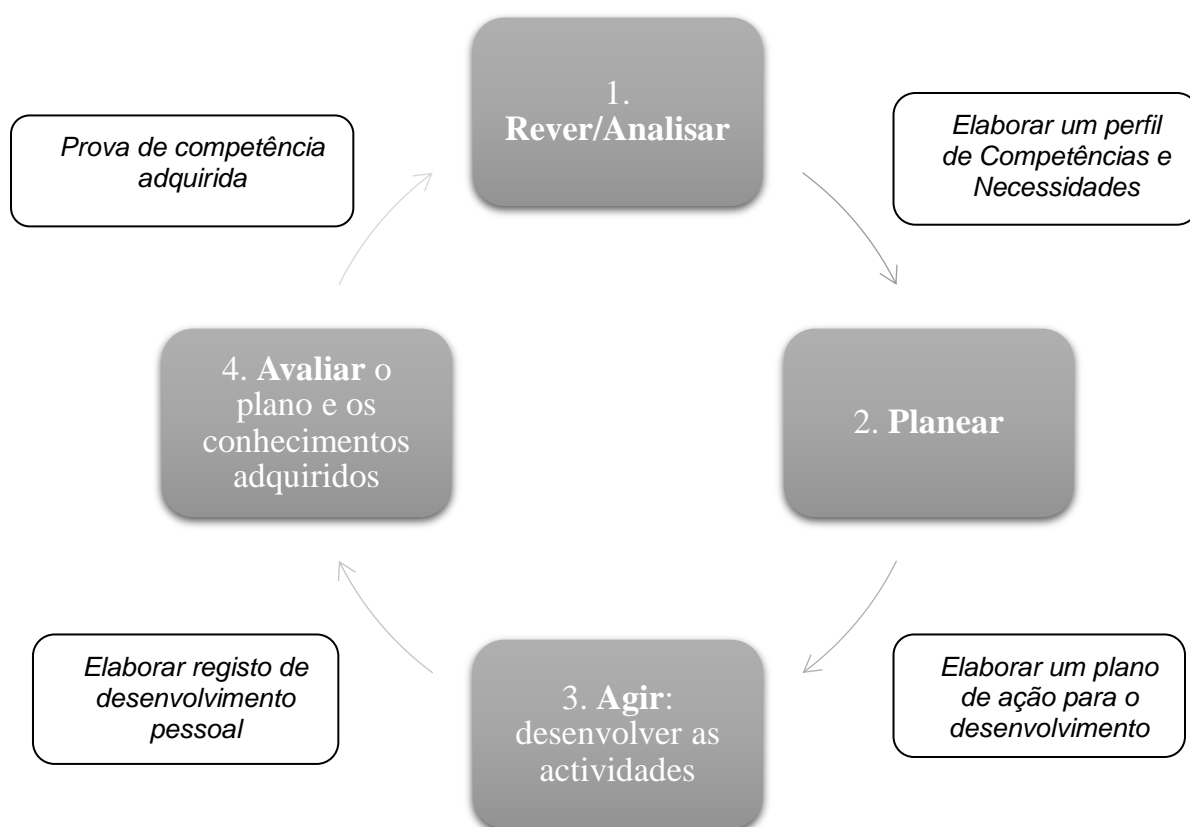 1.
Rever/Analisar
Elaborar um perfil
de Competências e
Necessidades
2. Planear
Elaborar um plano
de ação para o
desenvolvimento
3. Agir:
desenvolver as
actividades
Elaborar registo de
desenvolvimento
pessoal
4. Avaliar o
plano e os
conhecimentos
adquiridos
Prova de competência
adquirida